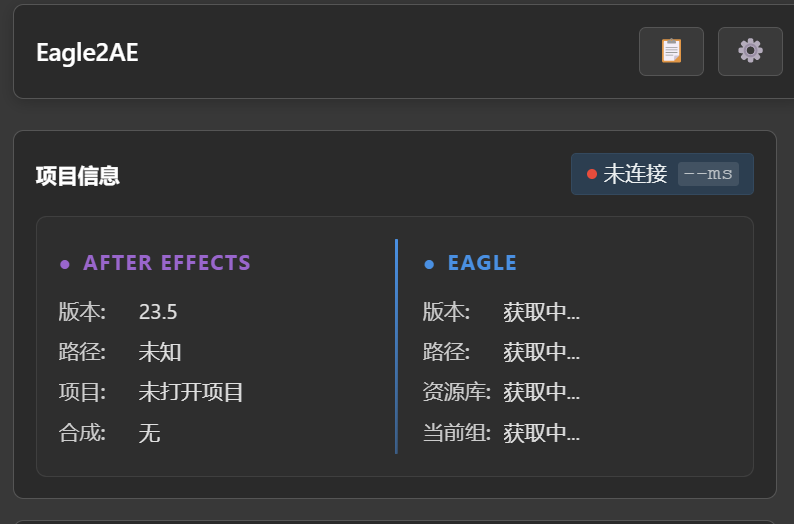 Eagle2AE
项目信息
未连接 --ms
AFTER EFFECTS
版本: 23.5
路径: 未知
项目: 未打开项目
合成: 无
EAGLE
版本: 获取中...
路径: 获取中...
资源库: 获取中...
当前组: 获取中...